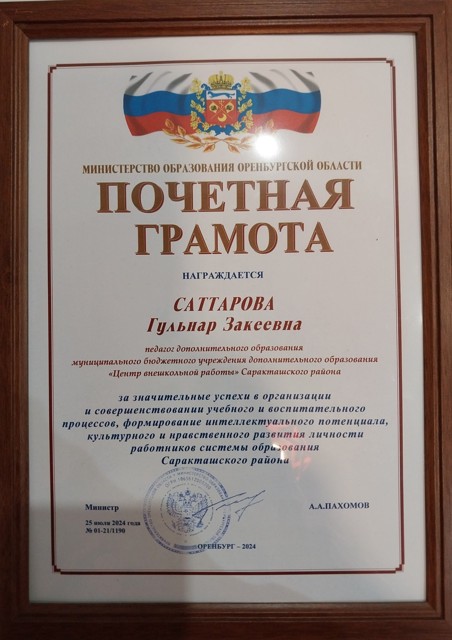 МИНИСТЕРСТВО ОБРАЗОВАНИЯ ОРЕНБУРГСКОЙ ОБЛАСТИ
ПОЧЕТНАЯ
ГРАМОТА
НАГРАЖДАЕТСЯ
САТТАРОВА
Гульнар Закеевна
педагог дополнительного образования
муниципального бюджетного учреждения дополнительного образования
«Центр внешкольной работы» Саракташского района
за значительные успехи в организации
и совершенствовании учебного и воспитательного
процессов, формирование интеллектуального потенциала,
культурного и нравственного развития личности
работников системы образования
Саракташского района
Министр А.А.ПАХОМОВ
25 июля 2024 года
№ 01-21/1190
ОРЕНБУРГ – 2024